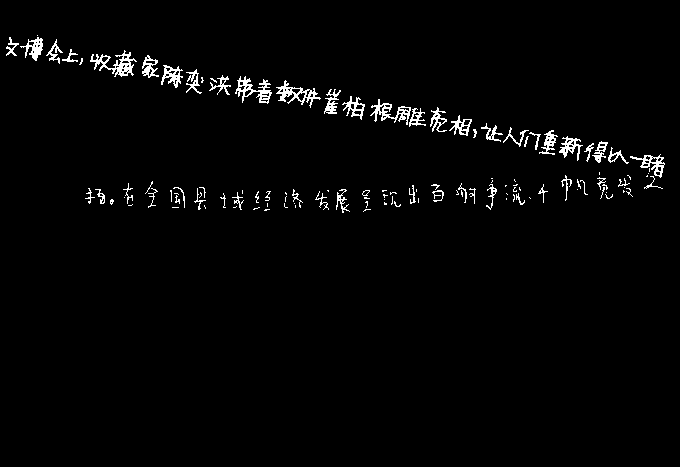 文博会上,收藏家陈奕洪带着数件崖柏根雕亮相,让人们重新得以一睹
场。在全国县域经济发展呈现出百舸争流、千帆竞发之